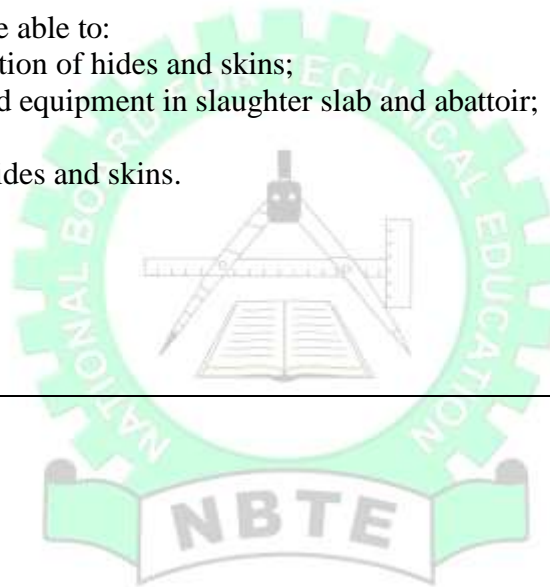 e able to:
tion of hides and skins;
d equipment in slaughter slab and abattoir;
ides and skins.
NATIONAL BOARD FOR TECHNICAL EDUCATION
NBTE